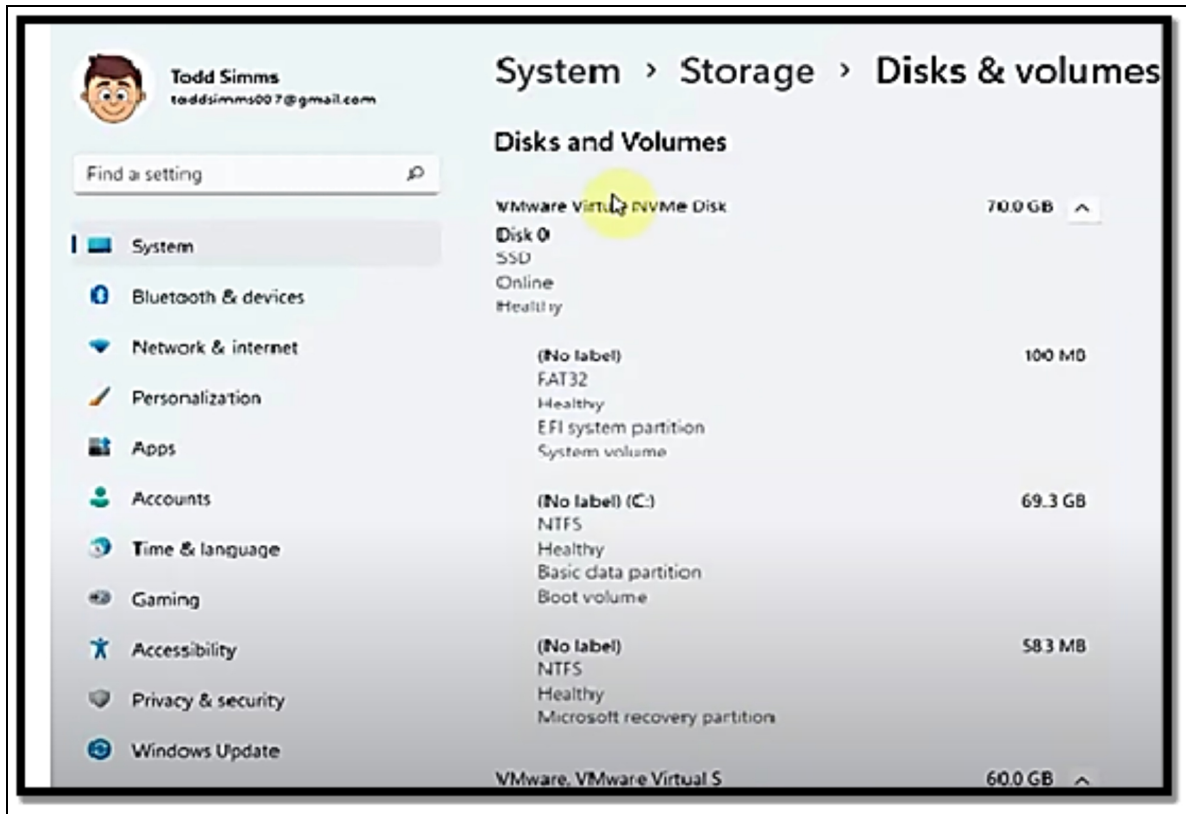 Todd Simms
toddsimms007@gmail.com
Find a setting
System
Bluetooth & devices
Network & internet
Personalization
Apps
Accounts
Time & language
Gaming
Accessibility
Privacy & security
Windows Update
System > Storage > Disks & volumes
Disks and Volumes
VMware Virtual NVMe Disk 70.0 GB
Disk 0
SSD
Online
Healthy
(No label) 100 MB
FAT32
Healthy
EFI system partition
System volume
(No label) (C:) 69.3 GB
NTFS
Healthy
Basic data partition
Boot volume
(No label) 583 MB
NTFS
Healthy
Microsoft recovery partition
VMware, VMware Virtual S 60.0 GB